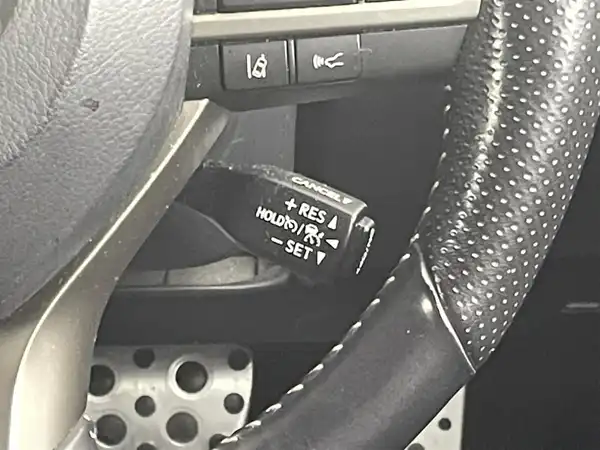 CANCEL
+ RES ▲
HOLD /
− SET ▼